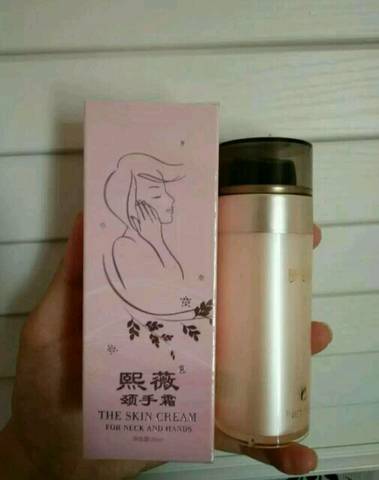 熙薇
颈手霜
THE SKIN CREAM
FOR NECK AND HANDS